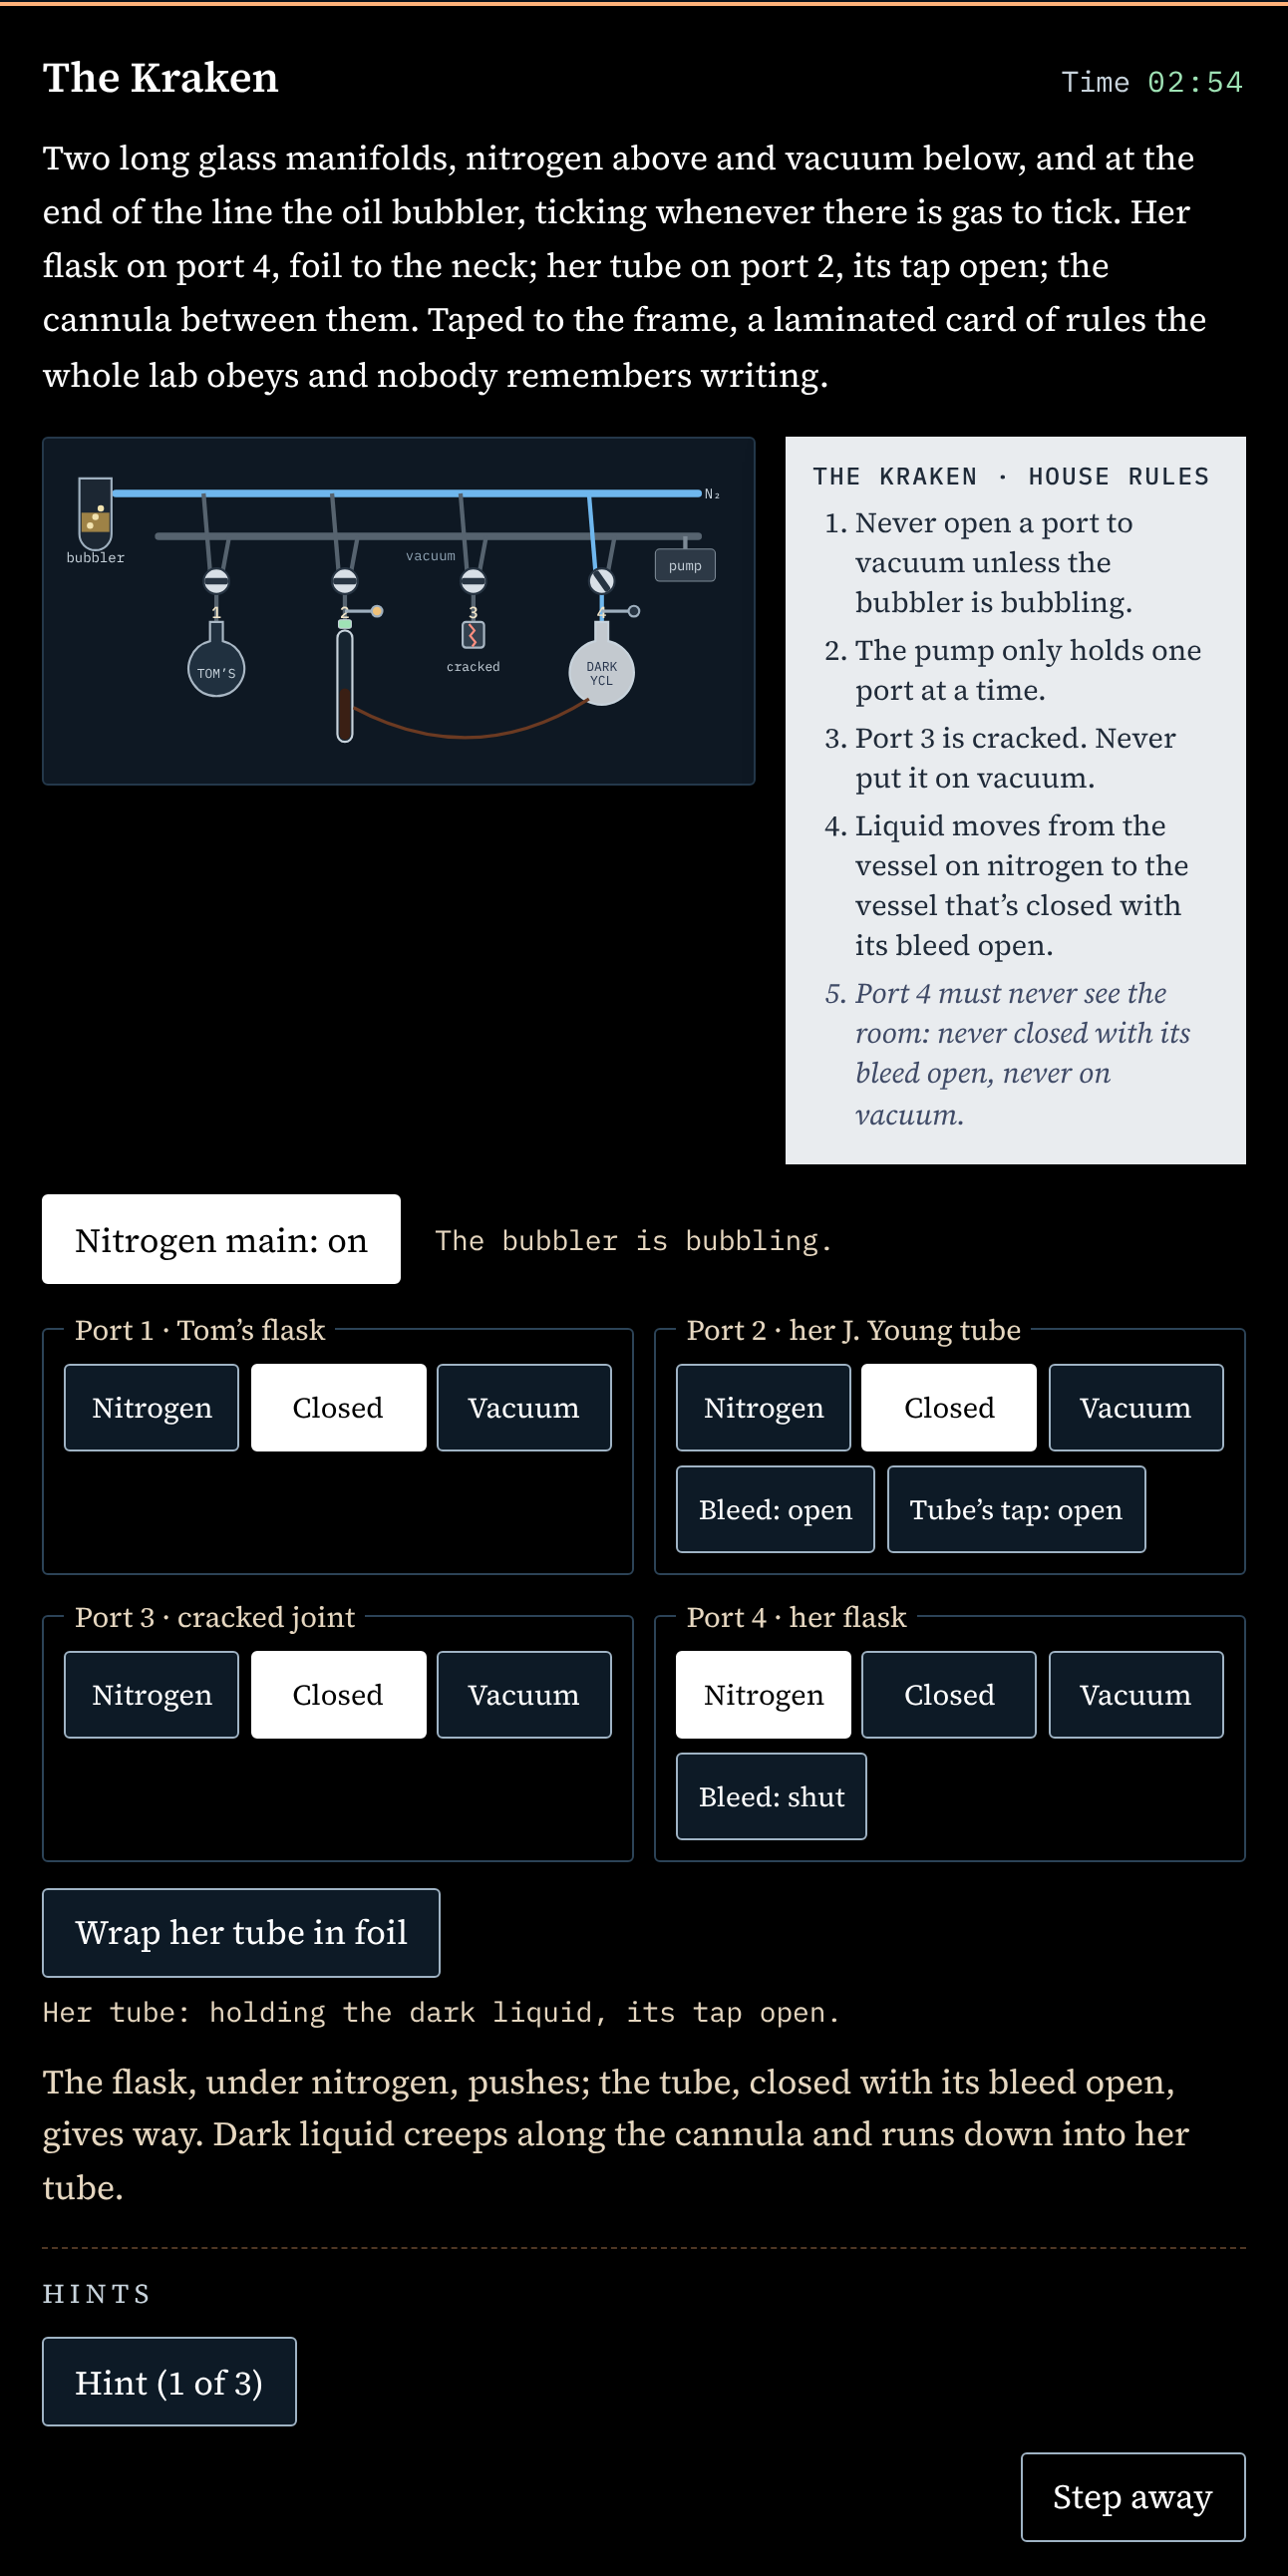 The Kraken
Time 02:54
Two long glass manifolds, nitrogen above and vacuum below, and at the
end of the line the oil bubbler, ticking whenever there is gas to tick. Her
flask on port 4, foil to the neck; her tube on port 2, its tap open; the
cannula between them. Taped to the frame, a laminated card of rules the
whole lab obeys and nobody remembers writing.
N₂
bubbler
vacuum
pump
1
2
3
4
TOM'S
cracked
DARK
YCL
THE KRAKEN · HOUSE RULES
1. Never open a port to
vacuum unless the
bubbler is bubbling.
2. The pump only holds one
port at a time.
3. Port 3 is cracked. Never
put it on vacuum.
4. Liquid moves from the
vessel on nitrogen to the
vessel that’s closed with
its bleed open.
5. Port 4 must never see the
room: never closed with its
bleed open, never on
vacuum.
Nitrogen main: on
The bubbler is bubbling.
Port 1 · Tom’s flask
Nitrogen
Closed
Vacuum
Port 2 · her J. Young tube
Nitrogen
Closed
Vacuum
Bleed: open
Tube’s tap: open
Port 3 · cracked joint
Nitrogen
Closed
Vacuum
Port 4 · her flask
Nitrogen
Closed
Vacuum
Bleed: shut
Wrap her tube in foil
Her tube: holding the dark liquid, its tap open.
The flask, under nitrogen, pushes; the tube, closed with its bleed open,
gives way. Dark liquid creeps along the cannula and runs down into her
tube.
HINTS
Hint (1 of 3)
Step away